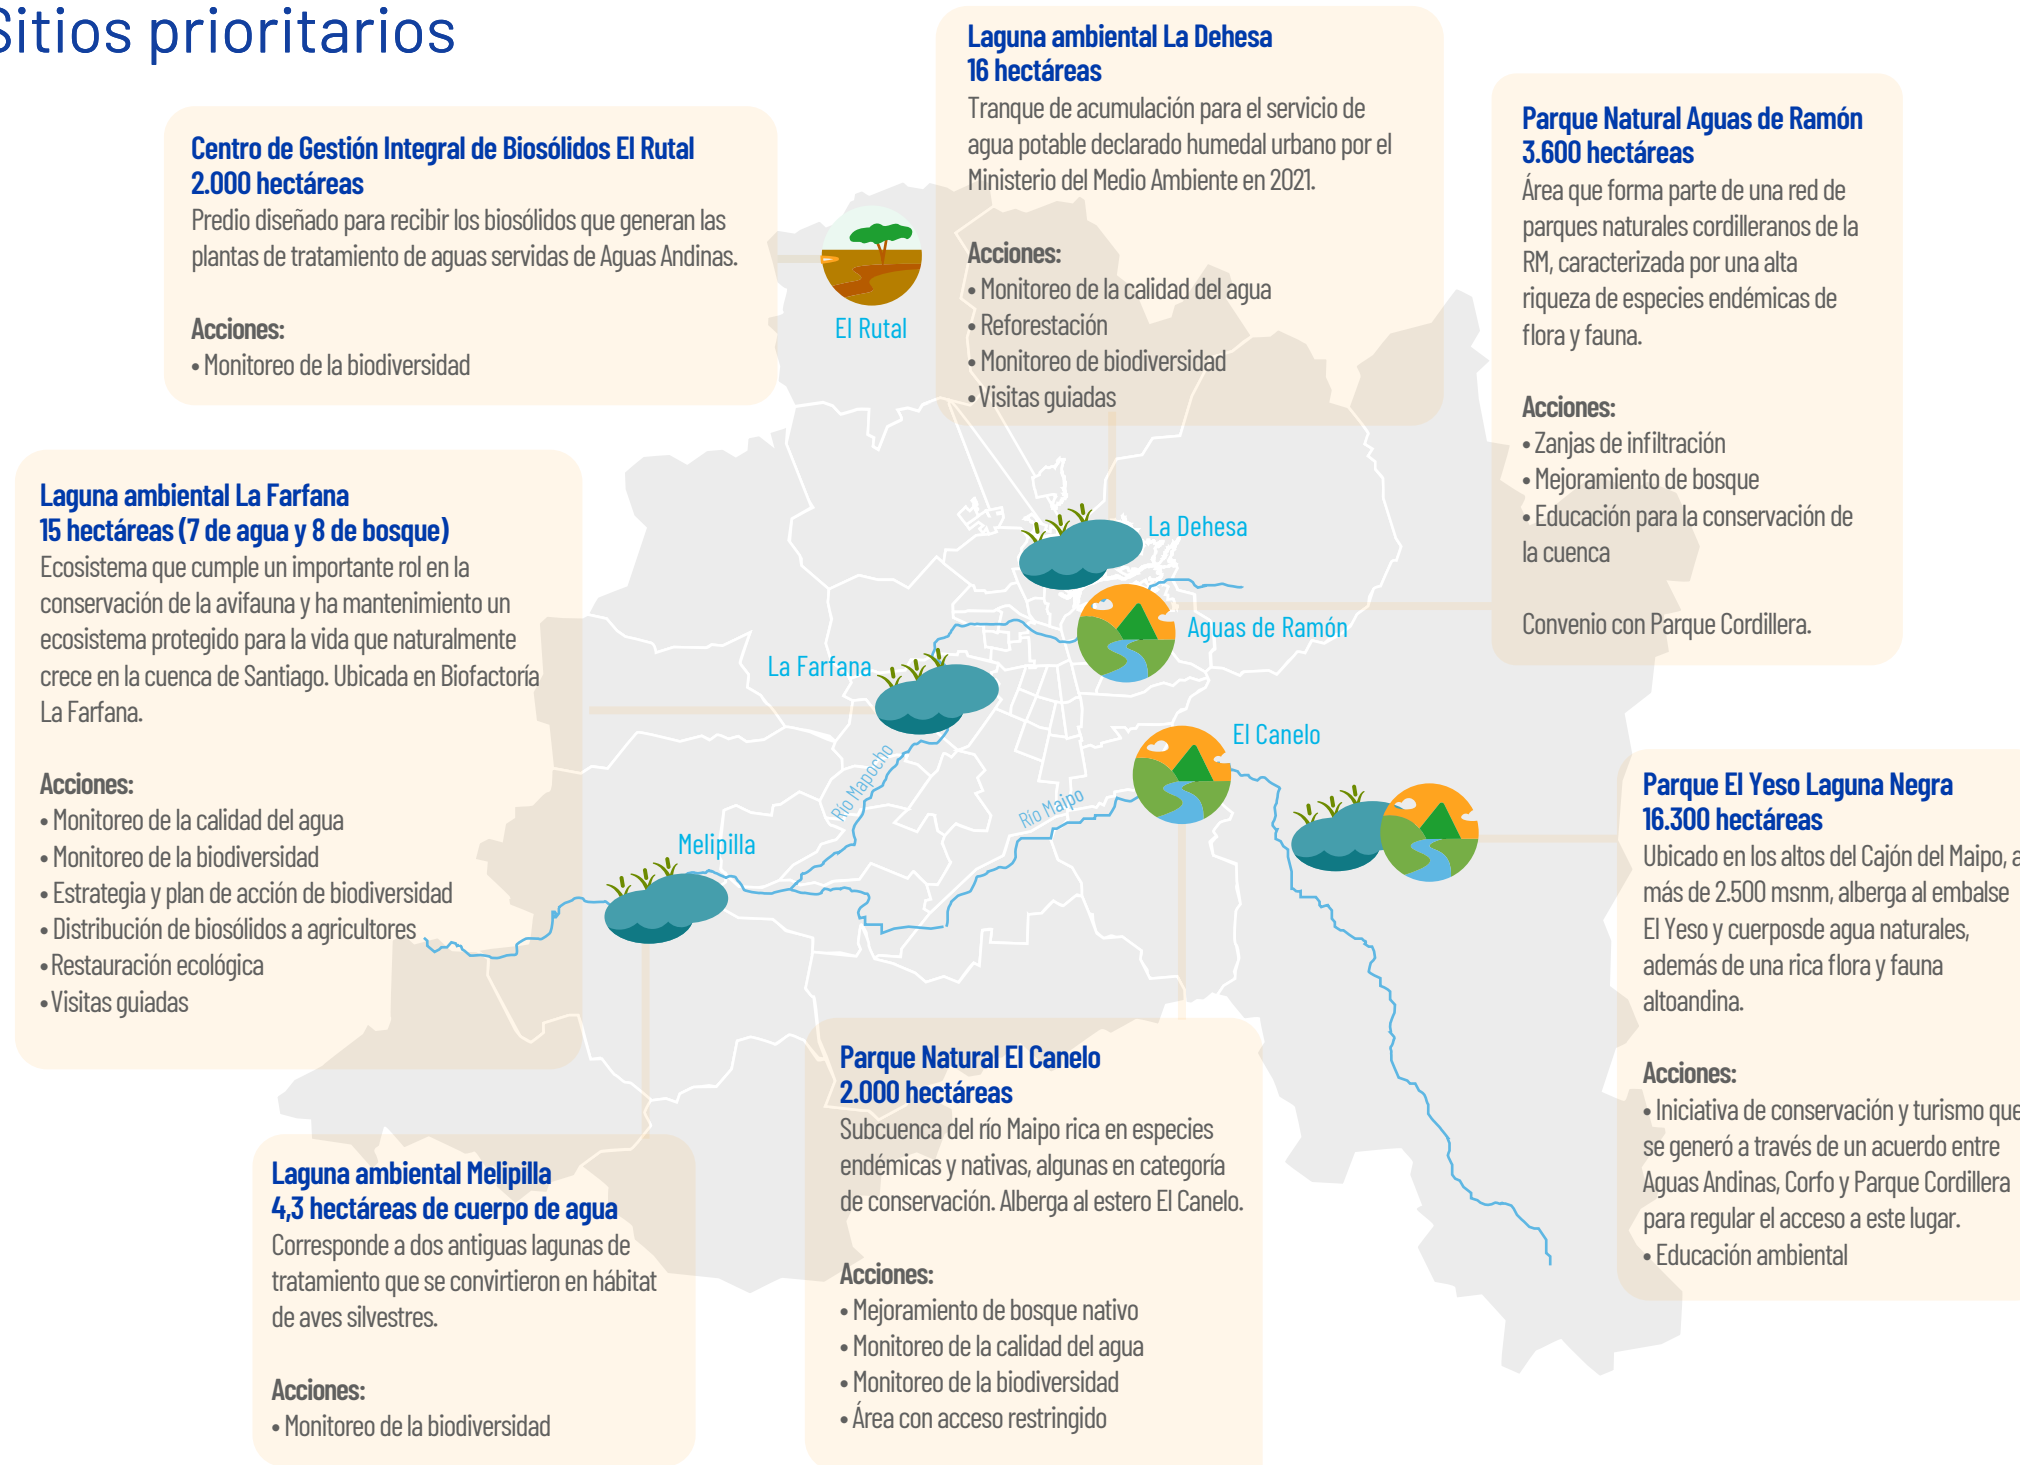 Sitios prioritarios
Centro de Gestión Integral de Biosólidos El Rutal
2.000 hectáreas
Predio diseñado para recibir los biosólidos que generan las
plantas de tratamiento de aguas servidas de Aguas Andinas.
Acciones:
• Monitoreo de la biodiversidad
El Rutal
Laguna ambiental La Dehesa
16 hectáreas
Tranque de acumulación para el servicio de
agua potable declarado humedal urbano por el
Ministerio del Medio Ambiente en 2021.
Acciones:
• Monitoreo de la calidad del agua
• Reforestación
• Monitoreo de biodiversidad
• Visitas guiadas
Parque Natural Aguas de Ramón
3.600 hectáreas
Área que forma parte de una red de
parques naturales cordilleranos de la
RM, caracterizada por una alta
riqueza de especies endémicas de
flora y fauna.
Acciones:
• Zanjas de infiltración
• Mejoramiento de bosque
• Educación para la conservación de
la cuenca
Convenio con Parque Cordillera.
Laguna ambiental La Farfana
15 hectáreas (7 de agua y 8 de bosque)
Ecosistema que cumple un importante rol en la
conservación de la avifauna y ha mantenimiento un
ecosistema protegido para la vida que naturalmente
crece en la cuenca de Santiago. Ubicada en Biofactoría
La Farfana.
Acciones:
• Monitoreo de la calidad del agua
• Monitoreo de la biodiversidad
• Estrategia y plan de acción de biodiversidad
• Distribución de biosólidos a agricultores
• Restauración ecológica
• Visitas guiadas
La Dehesa
Aguas de Ramón
La Farfana
El Canelo
Río Mapocho
Río Maipo
Melipilla
Parque El Yeso Laguna Negra
16.300 hectáreas
Ubicado en los altos del Cajón del Maipo, a
más de 2.500 msnm, alberga al embalse
El Yeso y cuerposde agua naturales,
además de una rica flora y fauna
altoandina.
Acciones:
• Iniciativa de conservación y turismo que
se generó a través de un acuerdo entre
Aguas Andinas, Corfo y Parque Cordillera
para regular el acceso a este lugar.
• Educación ambiental
Parque Natural El Canelo
2.000 hectáreas
Subcuenca del río Maipo rica en especies
endémicas y nativas, algunas en categoría
de conservación. Alberga al estero El Canelo.
Acciones:
• Mejoramiento de bosque nativo
• Monitoreo de la calidad del agua
• Monitoreo de la biodiversidad
• Área con acceso restringido
Laguna ambiental Melipilla
4,3 hectáreas de cuerpo de agua
Corresponde a dos antiguas lagunas de
tratamiento que se convirtieron en hábitat
de aves silvestres.
Acciones:
• Monitoreo de la biodiversidad